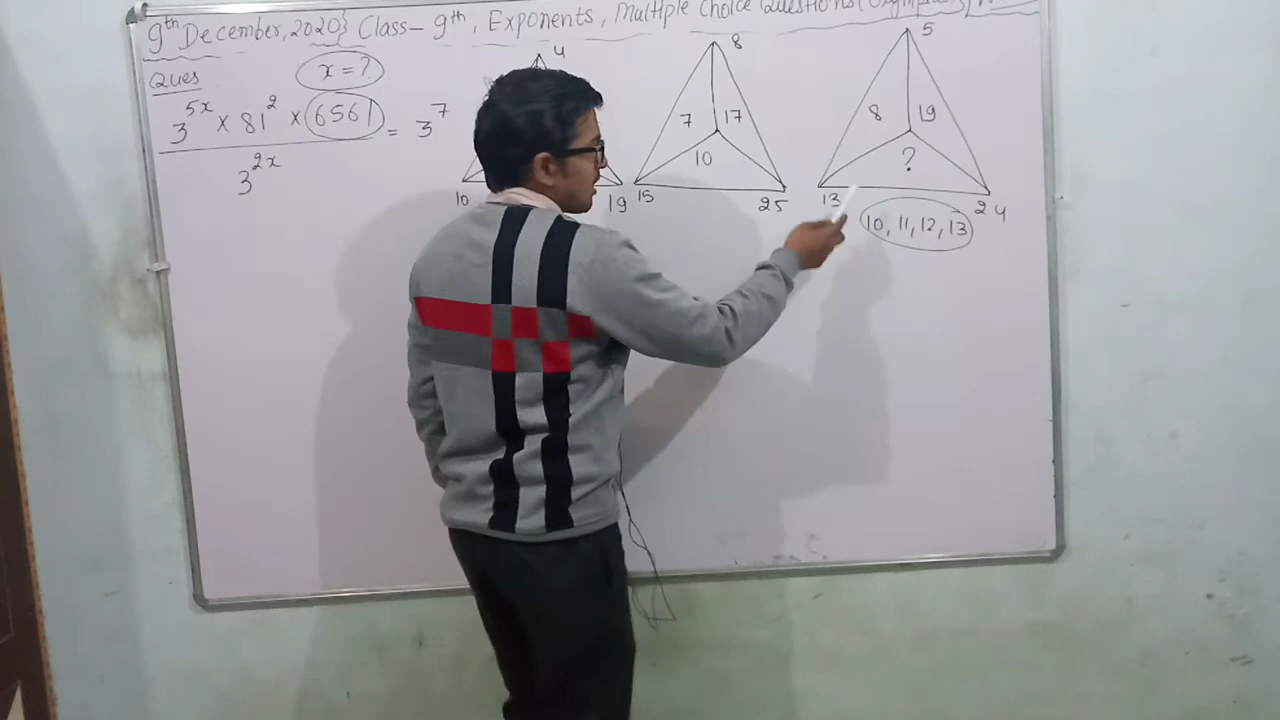 9th December, 2020} Class - 9th, Exponents, Multiple Choice Questions (Olympiad)
Ques
x = ?
3^5x × 81^2 × 6561 = 3^7
3^2x
4
10 19
8
7 17
10
15 25
5
8 19
?
13 24
10, 11, 12, 13